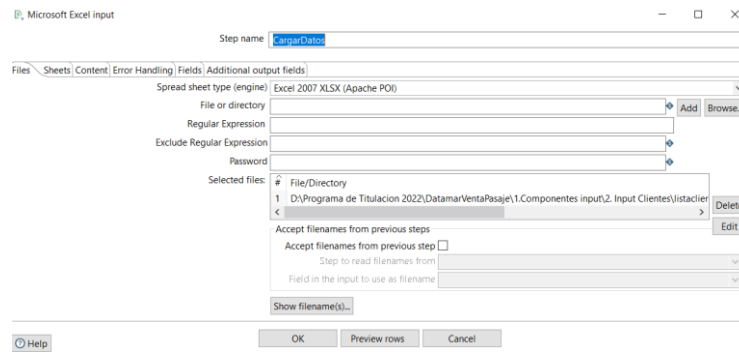 Microsoft Excel input
Step name CargarDatos
Files Sheets Content Error Handling Fields Additional output fields
Spread sheet type (engine) Excel 2007 XLSX (Apache POI)
File or directory Add Browse.
Regular Expression
Exclude Regular Expression
Password
Selected files: # File/Directory
1 D:\Programa de Titulacion 2022\DatamarVentaPasaje\1.Componentes input\2. Input Clientes\listaclier
Delet
Edit
Accept filenames from previous steps
Accept filenames from previous step
Step to read filenames from
Field in the input to use as filename
Show filename(s)...
Help OK Preview rows Cancel